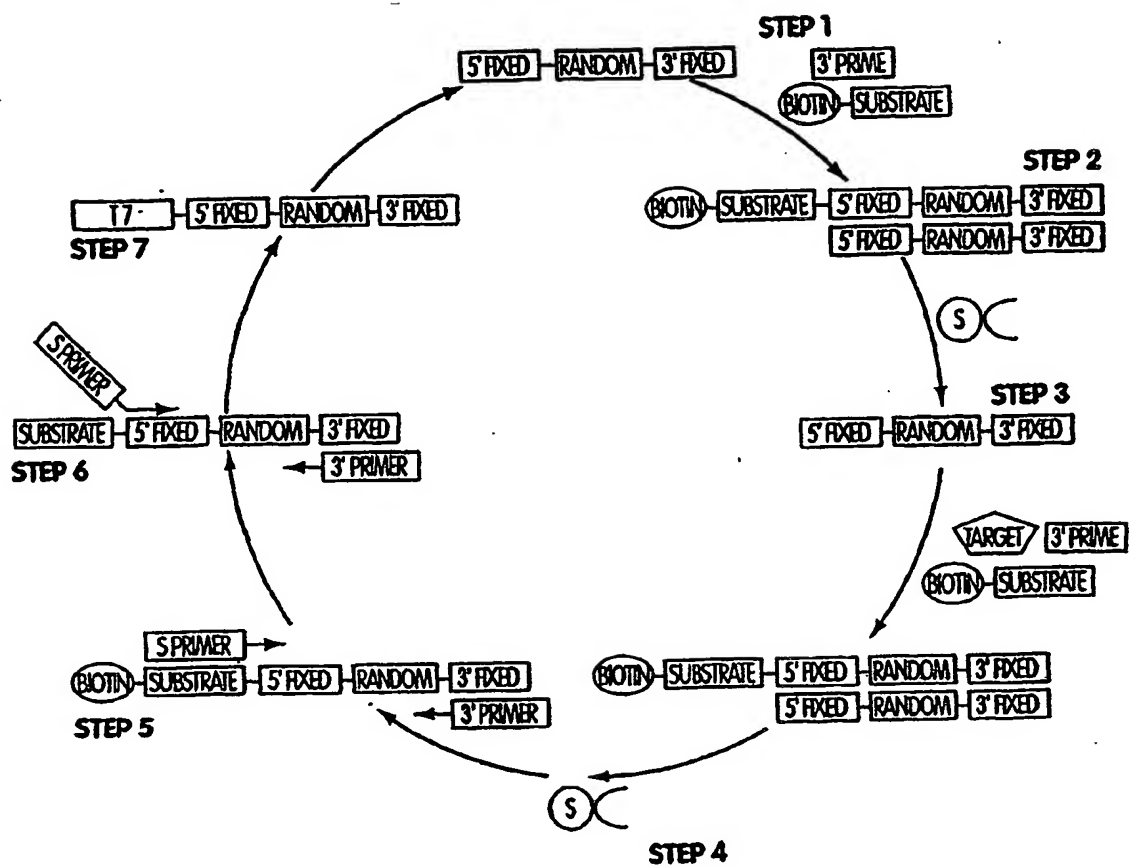 STEP 1
5' FIXED RANDOM 3' FIXED
3' PRIME
BIOTIN SUBSTRATE
STEP 2
BIOTIN SUBSTRATE 5' FIXED RANDOM 3' FIXED
5' FIXED RANDOM 3' FIXED
S
STEP 3
5' FIXED RANDOM 3' FIXED
TARGET 3' PRIME
BIOTIN SUBSTRATE
BIOTIN SUBSTRATE 5' FIXED RANDOM 3' FIXED
5' FIXED RANDOM 3' FIXED
S
STEP 4
S PRIMER
BIOTIN SUBSTRATE 5' FIXED RANDOM 3' FIXED
3' PRIMER
STEP 5
S PRIMER
SUBSTRATE 5' FIXED RANDOM 3' FIXED
3' PRIMER
STEP 6
T7 5' FIXED RANDOM 3' FIXED
STEP 7